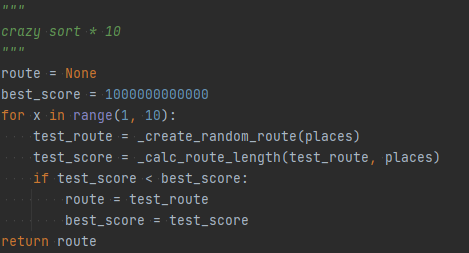 """
crazy sort * 10
"""
route = None
best_score = 1000000000000
for x in range(1, 10):
    test_route = _create_random_route(places)
    test_score = _calc_route_length(test_route, places)
    if test_score < best_score:
        route = test_route
        best_score = test_score
return route